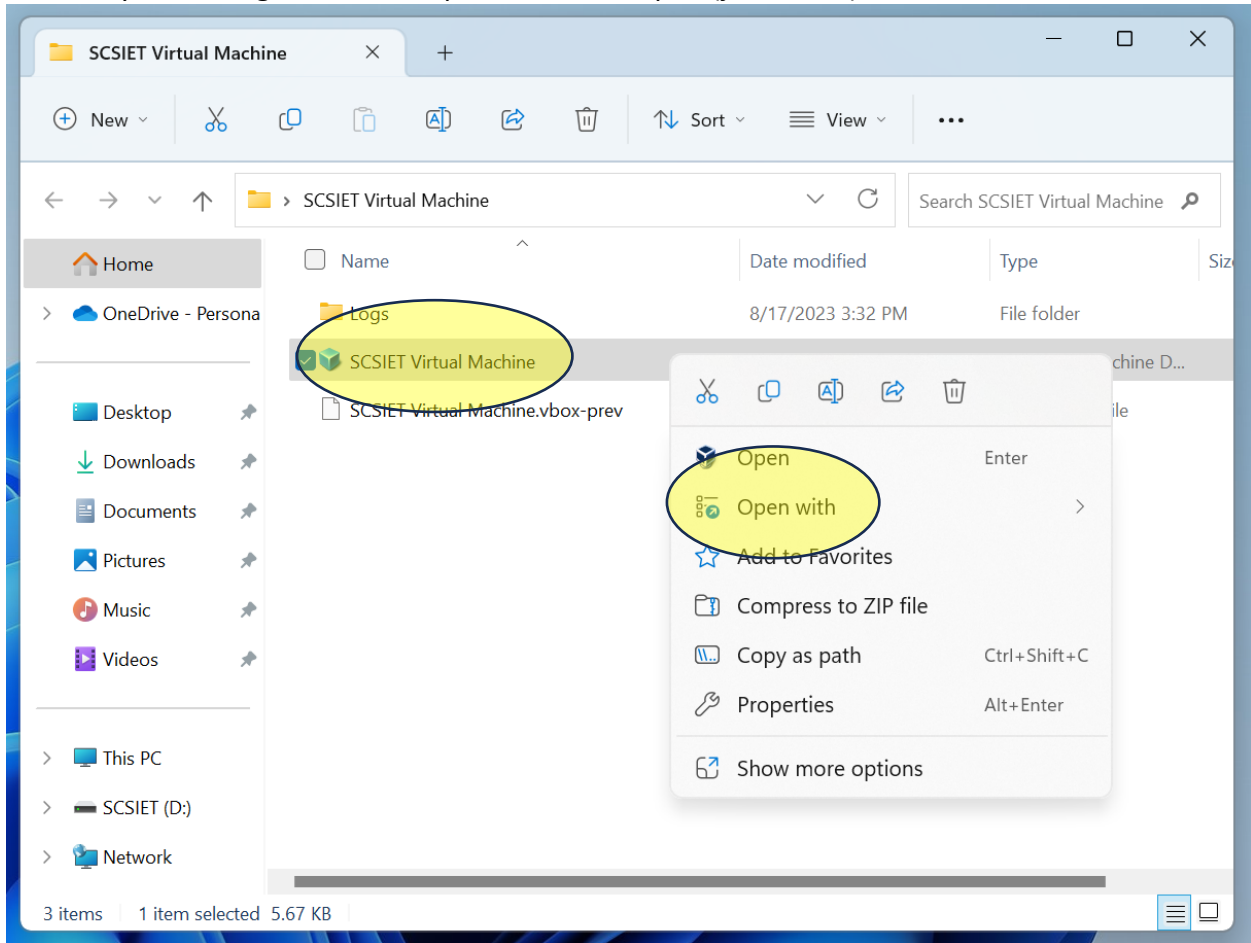 SCSIET Virtual Machine
New
Sort
View
SCSIET Virtual Machine
Search SCSIET Virtual Machine
Home
Name
Date modified
Type
Siz
OneDrive - Persona
Logs
8/17/2023 3:32 PM
File folder
SCSIET Virtual Machine
chine D...
Desktop
SCSIET Virtual Machine.vbox-prev
ile
Downloads
Open
Enter
Documents
Open with
Pictures
Add to Favorites
Music
Compress to ZIP file
Videos
Copy as path
Ctrl+Shift+C
Properties
Alt+Enter
This PC
Show more options
SCSIET (D:)
Network
3 items
1 item selected 5.67 KB